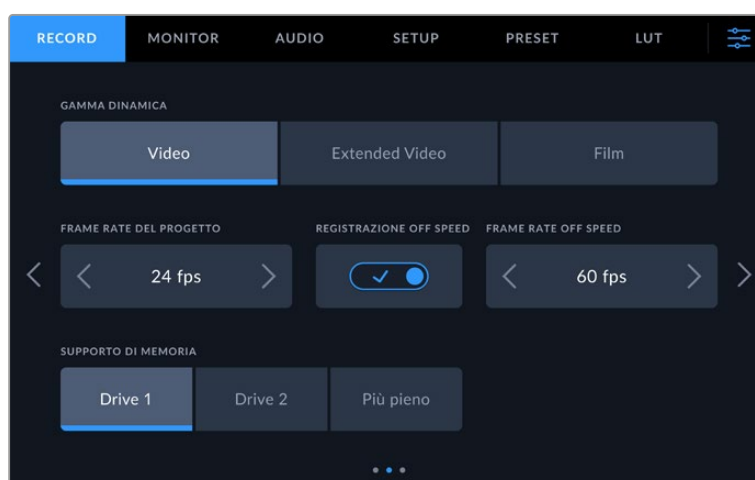 RECORD MONITOR AUDIO SETUP PRESET LUT
GAMMA DINAMICA
Video Extended Video Film
FRAME RATE DEL PROGETTO REGISTRAZIONE OFF SPEED FRAME RATE OFF SPEED
24 fps 60 fps
SUPPORTO DI MEMORIA
Drive 1 Drive 2 Più pieno